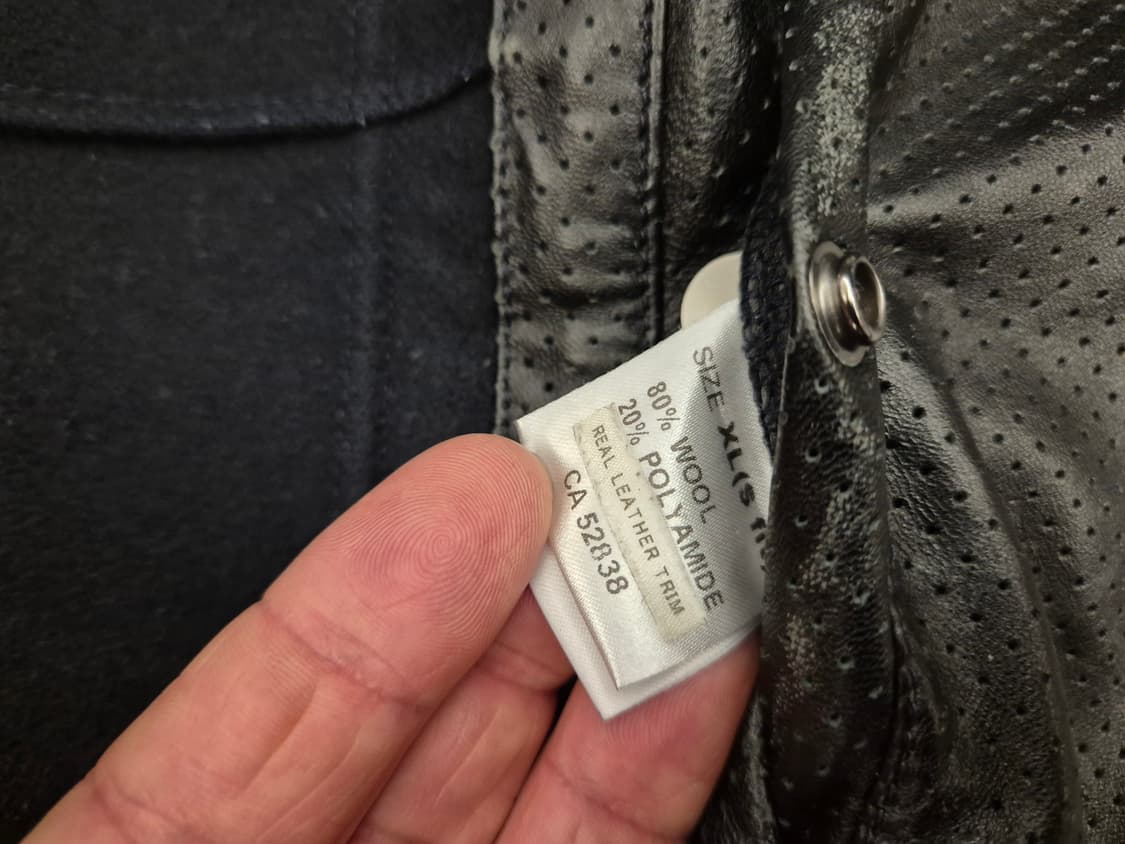 SIZE XL(S
80% WOOL
20% POLYAMIDE
REAL LEATHER TRIM
CA 52838